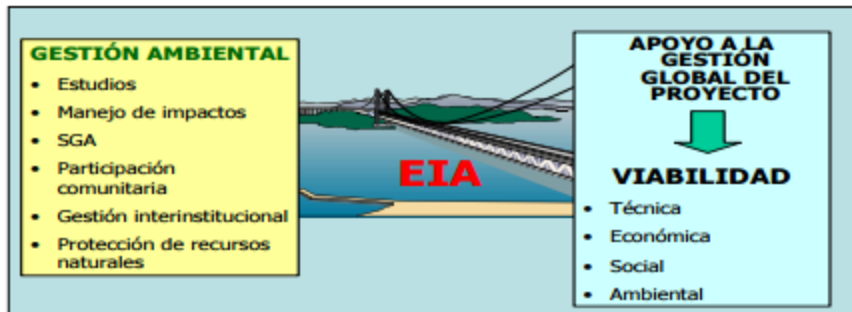 GESTIÓN AMBIENTAL
• Estudios
• Manejo de impactos
• SGA
• Participación
comunitaria
• Gestión interinstitucional
• Protección de recursos
naturales
EIA
APOYO A LA
GESTIÓN
GLOBAL DEL
PROYECTO
VIABILIDAD
• Técnica
• Económica
• Social
• Ambiental